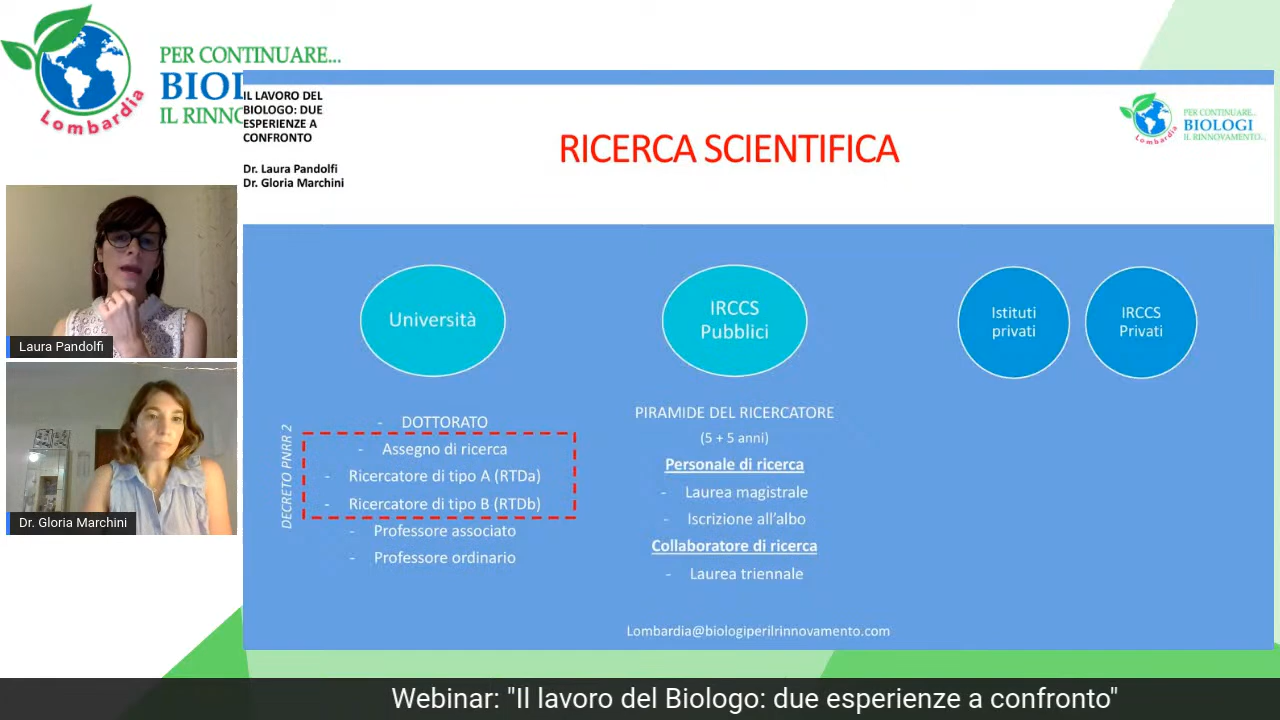 PER CONTINUARE...
BIOL
IL RINNO
Lombardia
IL LAVORO DEL
BIOLOGO: DUE
ESPERIENZE A
CONFRONTO
Dr. Laura Pandolfi
Dr. Gloria Marchini
RICERCA SCIENTIFICA
PER CONTINUARE...
BIOLOGI
IL RINNOVAMENTO...
Lombardia
Laura Pandolfi
Dr. Gloria Marchini
Università
DECRETO PNRR 2
- DOTTORATO
- Assegno di ricerca
- Ricercatore di tipo A (RTDa)
- Ricercatore di tipo B (RTDb)
- Professore associato
- Professore ordinario
IRCCS
Pubblici
PIRAMIDE DEL RICERCATORE
(5 + 5 anni)
Personale di ricerca
- Laurea magistrale
- Iscrizione all'albo
Collaboratore di ricerca
- Laurea triennale
Istituti
privati
IRCCS
Privati
Lombardia@biologiperilrinnovamento.com
Webinar: "Il lavoro del Biologo: due esperienze a confronto"